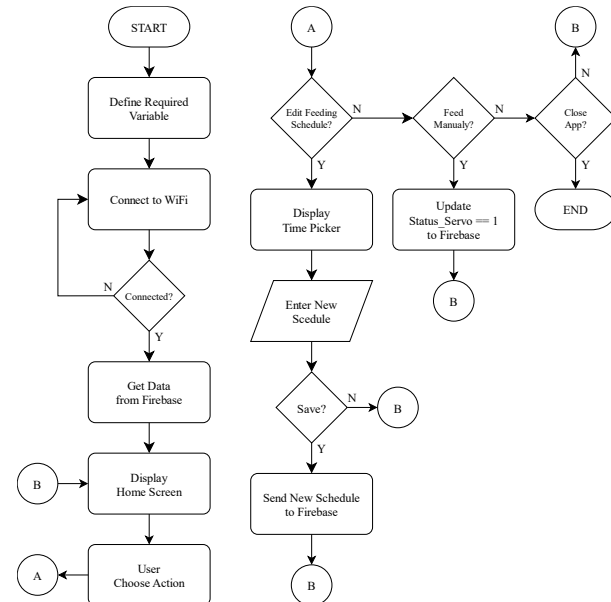 START
Define Required
Variable
Connect to WiFi
N
Connected?
Y
Get Data
from Firebase
B
Display
Home Screen
A
User
Choose Action
A
Edit Feeding
Schedule?
N
Y
Display
Time Picker
Enter New
Scedule
Save?
N
B
Y
Send New Schedule
to Firebase
B
Feed
Manualy?
N
Y
Update
Status_Servo == 1
to Firebase
B
B
N
Close
App?
Y
END